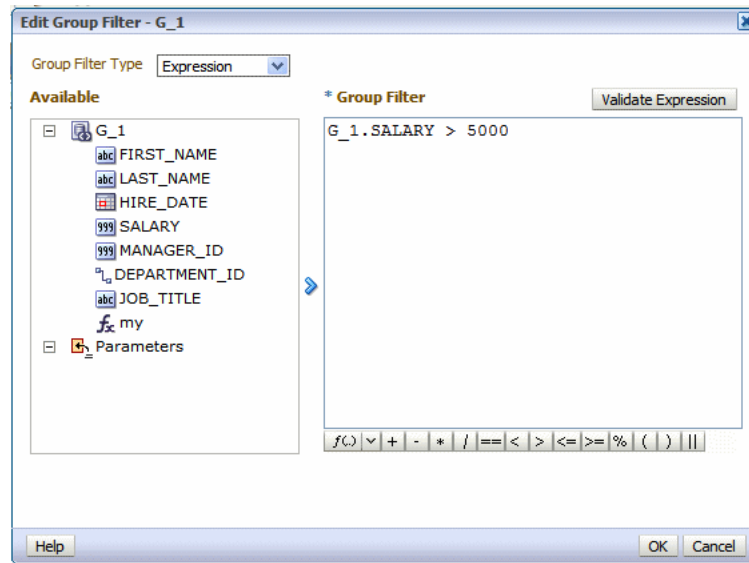 Edit Group Filter - G_1
Group Filter Type Expression
Available
* Group Filter
Validate Expression
G_1
FIRST_NAME
LAST_NAME
HIRE_DATE
SALARY
MANAGER_ID
DEPARTMENT_ID
JOB_TITLE
my
Parameters
G_1.SALARY > 5000
f(.) + - * / == < > <= >= % ( ) ||
Help
OK Cancel